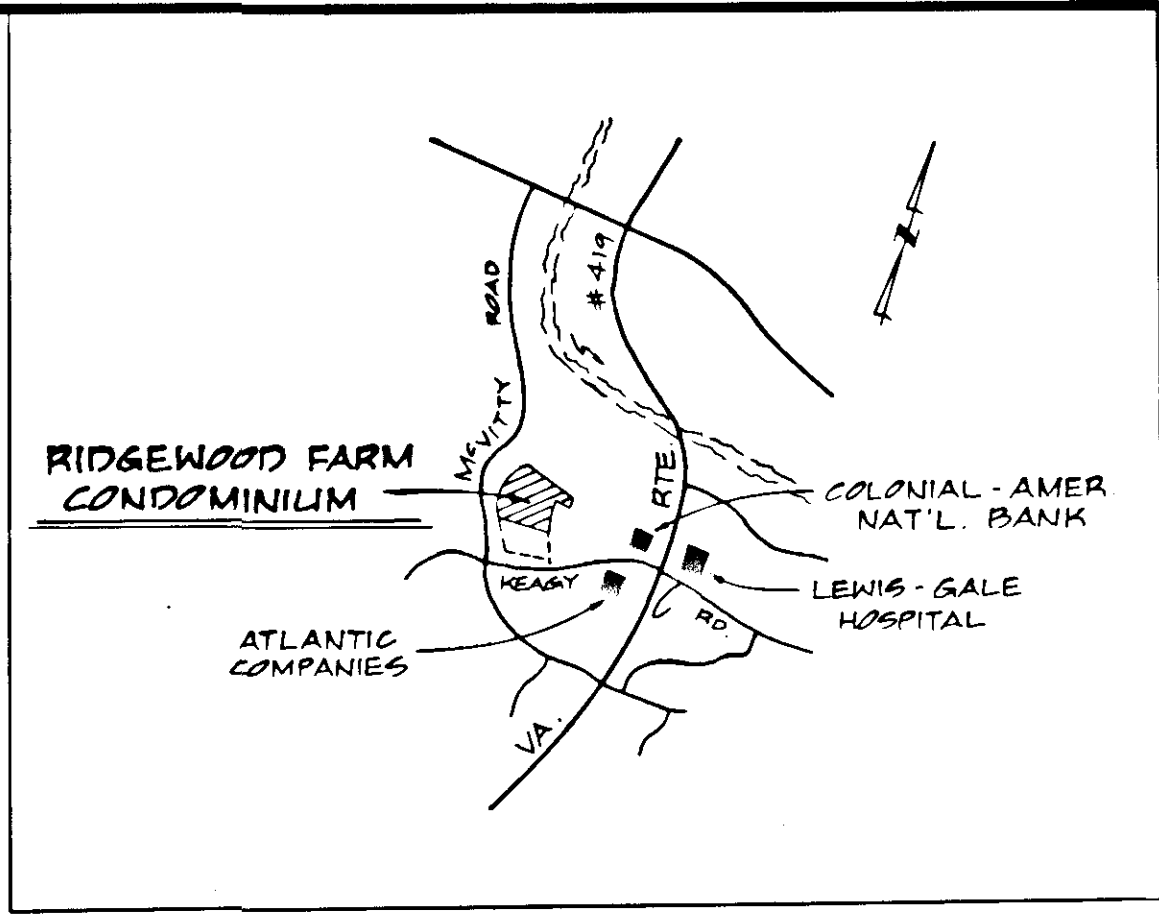 ROAD
# 419
McVITTY
RIDGEWOOD FARM
CONDOMINIUM
RTE.
COLONIAL - AMER
NAT'L. BANK
KEAGY
RD.
LEWIS - GALE
HOSPITAL
ATLANTIC
COMPANIES
VA.
N